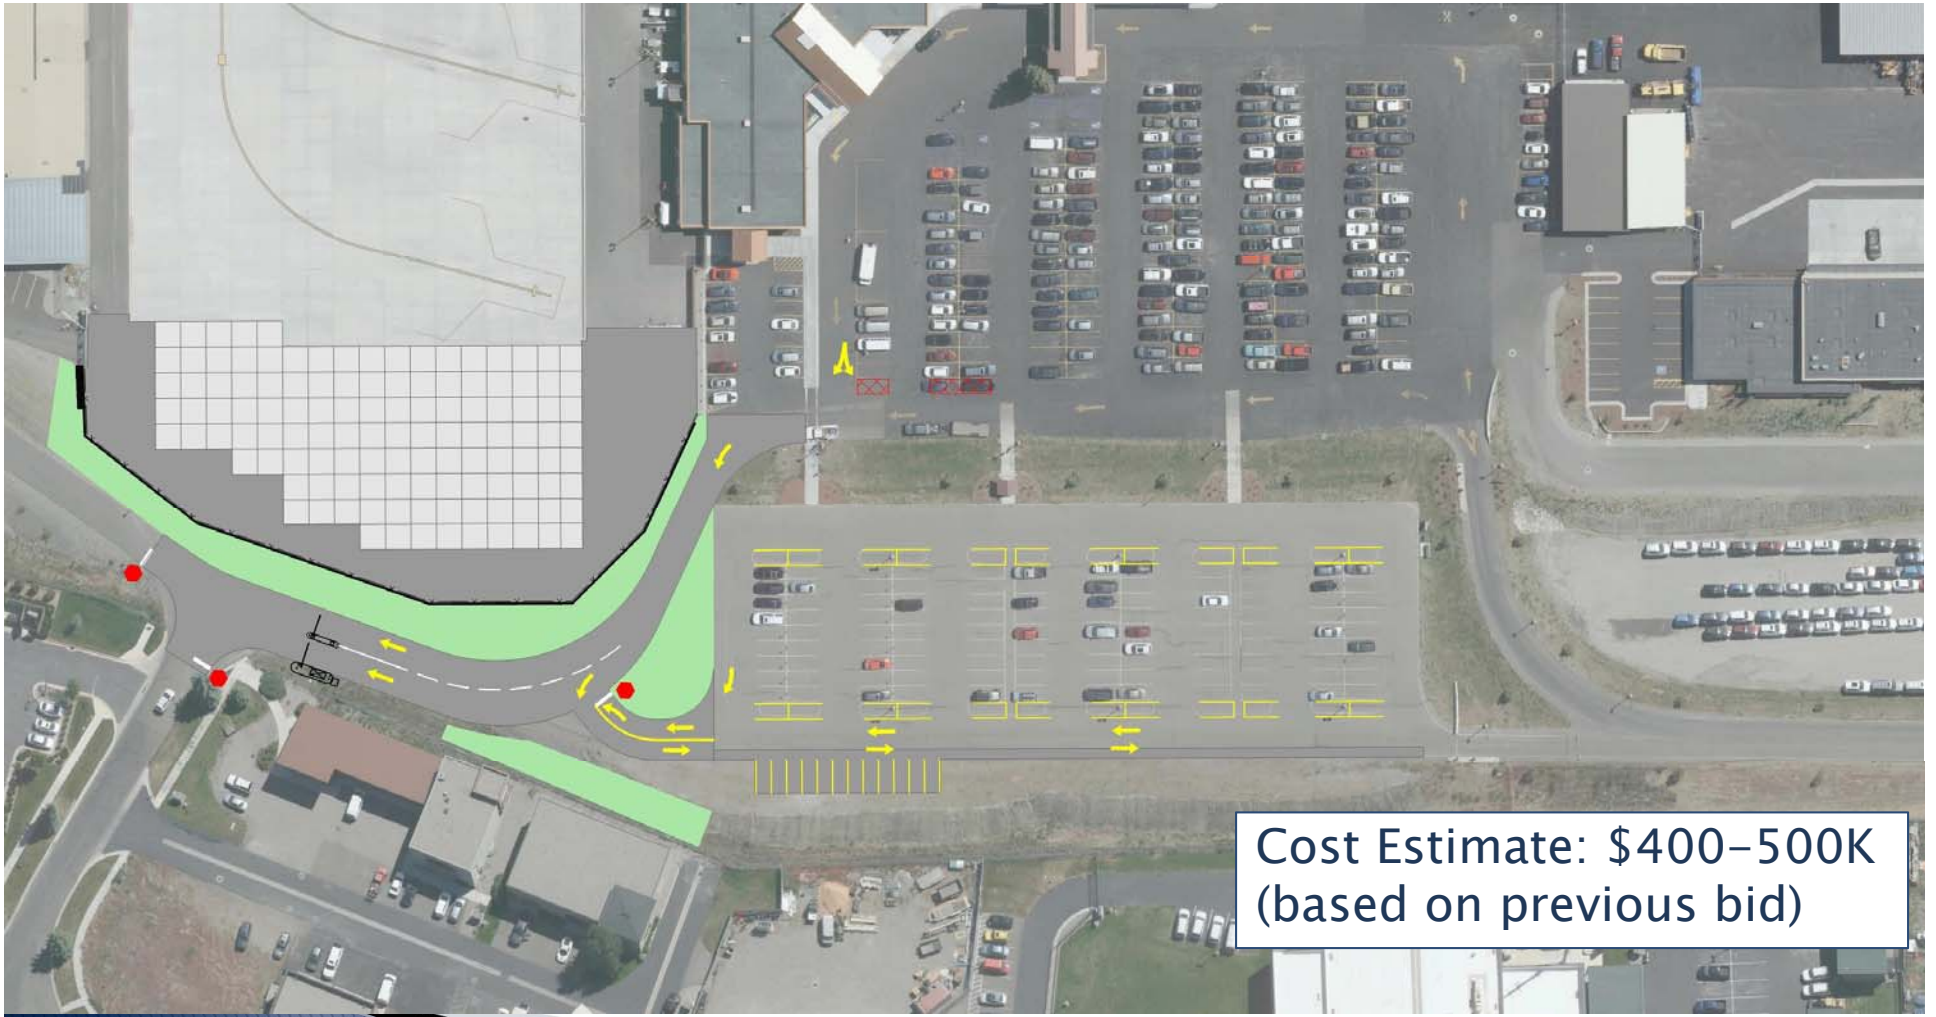 Cost Estimate: $400-500K
(based on previous bid)